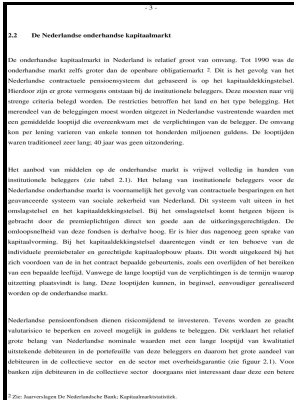 - 3 -
2.2 De Nederlandse onderhandse kapitaalmarkt
De onderhandse kapitaalmarkt in Nederland is relatief groot van omvang. Tot 1990 was de
onderhandse markt zelfs groter dan de openbare obligatiemarkt 2. Dit is het gevolg van het
Nederlandse contractuele pensioensysteem dat gebaseerd is op het kapitaaldekkingstelsel.
Hierdoor zijn er grote vermogens ontstaan bij de institutionele beleggers. Deze moesten naar vrij
strenge criteria belegd worden. De restricties betroffen het land en het type belegging. Het
merendeel van de beleggingen moest worden uitgezet in Nederlandse vastrentende waarden met
een gemiddelde looptijd die overeenkwam met de verplichtingen van de belegger. De omvang
kon per lening varieren van enkele tonnen tot honderden miljoenen guldens. De looptijden
waren traditioneel zeer lang; 40 jaar was geen uitzondering.
Het aanbod van middelen op de onderhandse markt is vrijwel volledig in handen van
institutionele beleggers (zie tabel 2.1). Het belang van institutionele beleggers voor de
Nederlandse onderhandse markt is voornamelijk het gevolg van contractuele besparingen en het
geavanceerde systeem van sociale zekerheid van Nederland. Dit systeem valt uiteen in het
omslagstelsel en het kapitaaldekkingstelsel. Bij het omslagstelsel komt hetgeen bijeen is
gebracht door de premieplichtigen direct ten goede aan de uitkeringsgerechtigden. De
omloopsnelheid van deze fondsen is derhalve hoog. Er is hier dus nagenoeg geen sprake van
kapitaalvorming. Bij het kapitaaldekkingstelsel daarentegen vindt er ten behoeve van de
individuele premiebetaler en gerechtigde kapitaalopbouw plaats. Dit wordt uitgekeerd bij het
zich voordoen van de in het contract bepaalde gebeurtenis, zoals een overlijden of het bereiken
van een bepaalde leeftijd. Vanwege de lange looptijd van de verplichtingen is de termijn waarop
uitzetting plaatsvindt is lang. Deze looptijden kunnen, in beginsel, eenvoudiger gerealiseerd
worden op de onderhandse markt.
Nederlandse pensioenfondsen dienen risicomijdend te investeren. Tevens worden ze geacht
valutarisico te beperken en zoveel mogelijk in guldens te beleggen. Dit verklaart het relatief
grote belang van Nederlandse nominale waarden met een lange looptijd van kwalitatief
uitstekende debiteuren in de portefeuille van deze beleggers en daarom het grote aandeel van
debiteuren in de collectieve sector en de sector met overheidsgarantie (zie figuur 2.1). Voor
banken zijn debiteuren in de collectieve sector doorgaans niet interessant daar deze een betere
2 Zie: Jaarverslagen De Nederlandsche Bank; Kapitaalmarktstatistiek.